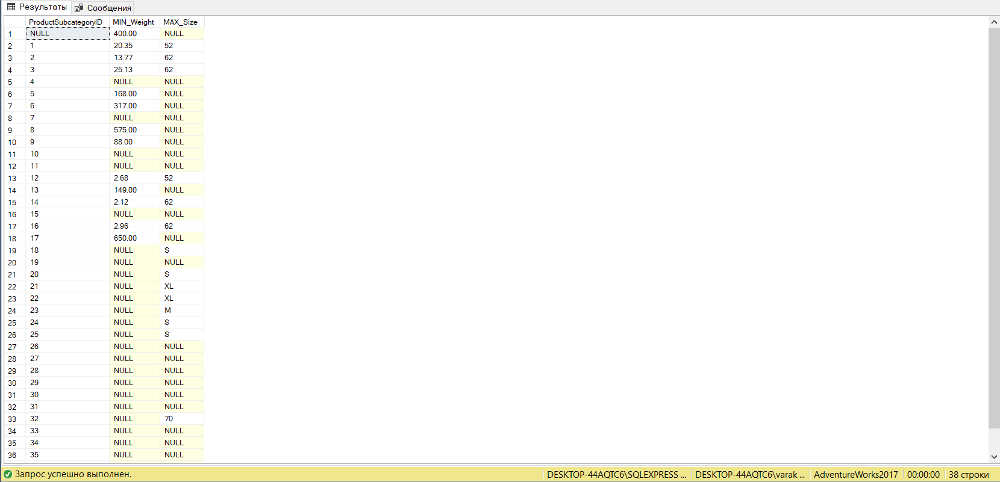 Результаты Сообщения
ProductSubcategoryID MIN_Weight MAX_Size
1 NULL 400.00 NULL
2 1 20.35 52
3 2 13.77 62
4 3 25.13 62
5 4 NULL NULL
6 5 168.00 NULL
7 6 317.00 NULL
8 7 NULL NULL
9 8 575.00 NULL
10 9 88.00 NULL
11 10 NULL NULL
12 11 NULL NULL
13 12 2.68 52
14 13 149.00 NULL
15 14 2.12 62
16 15 NULL NULL
17 16 2.96 62
18 17 650.00 NULL
19 18 NULL S
20 19 NULL NULL
21 20 NULL S
22 21 NULL XL
23 22 NULL XL
24 23 NULL M
25 24 NULL S
26 25 NULL S
27 26 NULL NULL
28 27 NULL NULL
29 28 NULL NULL
30 29 NULL NULL
31 30 NULL NULL
32 31 NULL NULL
33 32 NULL 70
34 33 NULL NULL
35 34 NULL NULL
36 35 NULL NULL
Запрос успешно выполнен. DESKTOP-44AQTC6\SQLEXPRESS ... DESKTOP-44AQTC6\varak ... AdventureWorks2017 00:00:00 38 строки